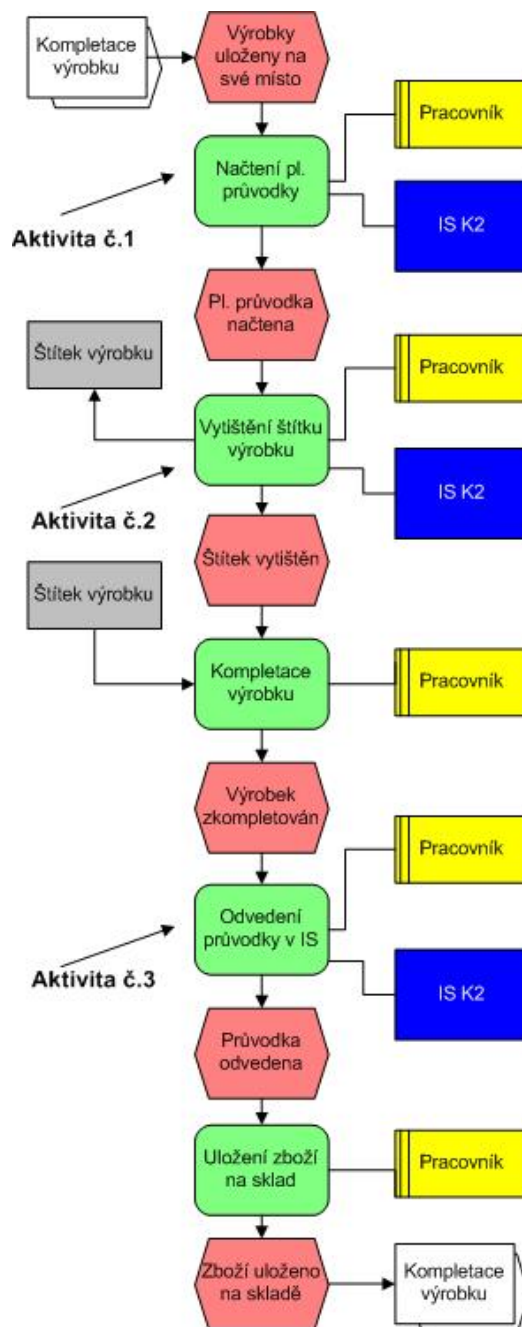 Kompletace
výrobku
Výrobky
uloženy na
své místo
Pracovník
Načtení pl.
průvodky
IS K2
Aktivita č.1
Pl. průvodka
načtena
Štítek výrobku
Pracovník
Vytištění štítku
výrobku
IS K2
Aktivita č.2
Štítek vytištěn
Štítek výrobku
Kompletace
výrobku
Pracovník
Výrobek
zkompletován
Pracovník
Odvedení
průvodky v IS
Aktivita č.3
IS K2
Průvodka
odvedena
Uložení zboží
na sklad
Pracovník
Zboží uloženo
na skladě
Kompletace
výrobku